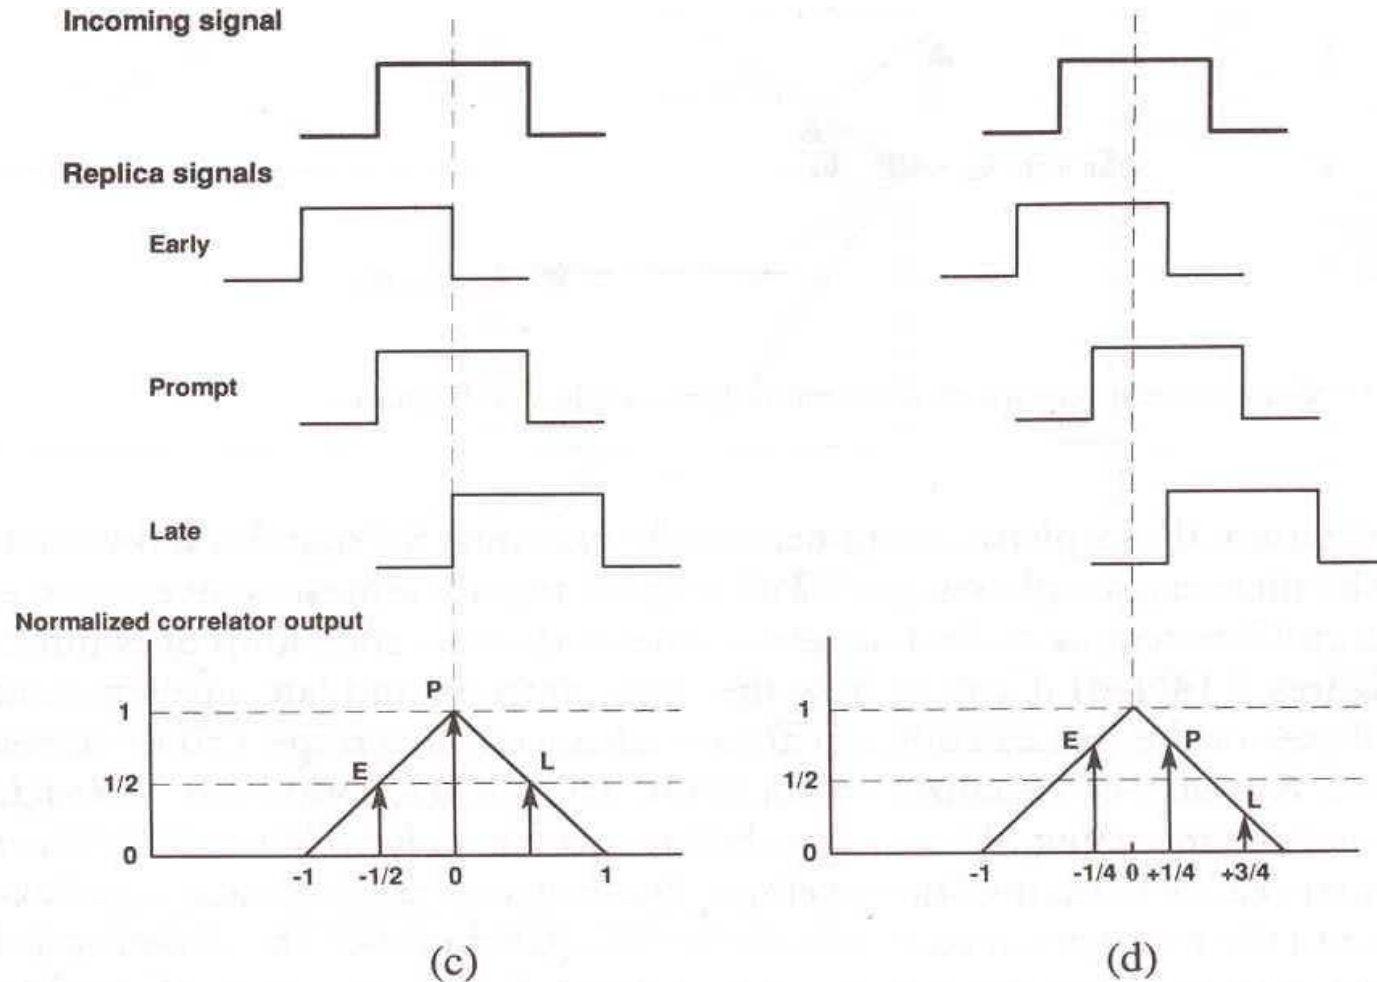 Incoming signal
Replica signals
Early
Prompt
Late
Normalized correlator output
P
1
E
L
1/2
0
-1
-1/2
0
1
(c)
1
E
P
1/2
L
0
-1
-1/4
0
+1/4
+3/4
(d)